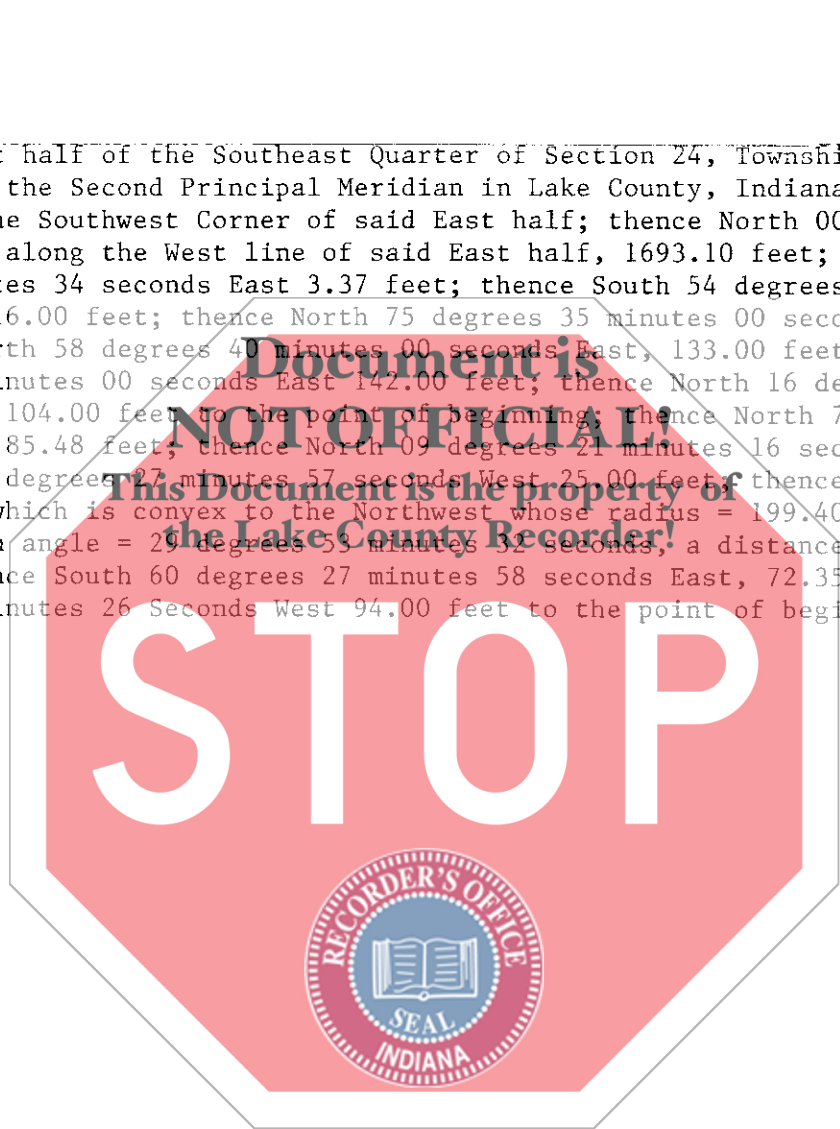 half of the Southeast Quarter of Section 24, Townshi
the Second Principal Meridian in Lake County, Indiana
he Southwest Corner of said East half; thence North 00
along the West line of said East half, 1693.10 feet;
tes 34 seconds East 3.37 feet; thence South 54 degrees
6.00 feet; thence North 75 degrees 35 minutes 00 seco
rth 58 degrees 40 minutes 00 seconds East, 133.00 feet
nutes 00 seconds East 142.00 feet; thence North 16 de
104.00 feet to the point of beginning; thence North 7
85.48 feet; thence North 09 degrees 21 minutes 16 sec
degrees 27 minutes 57 seconds West 25.00 feet; thence
which is convex to the Northwest whose radius = 199.40
angle = 29 degrees 53 minutes 32 seconds, a distance
ce South 60 degrees 27 minutes 58 seconds East, 72.35
nutes 26 Seconds West 94.00 feet to the point of begi
Document is
NOT OFFICIAL!
This Document is the property of
the Lake County Recorder!
STOP
RECORDER'S OFFICE
SEAL
INDIANA